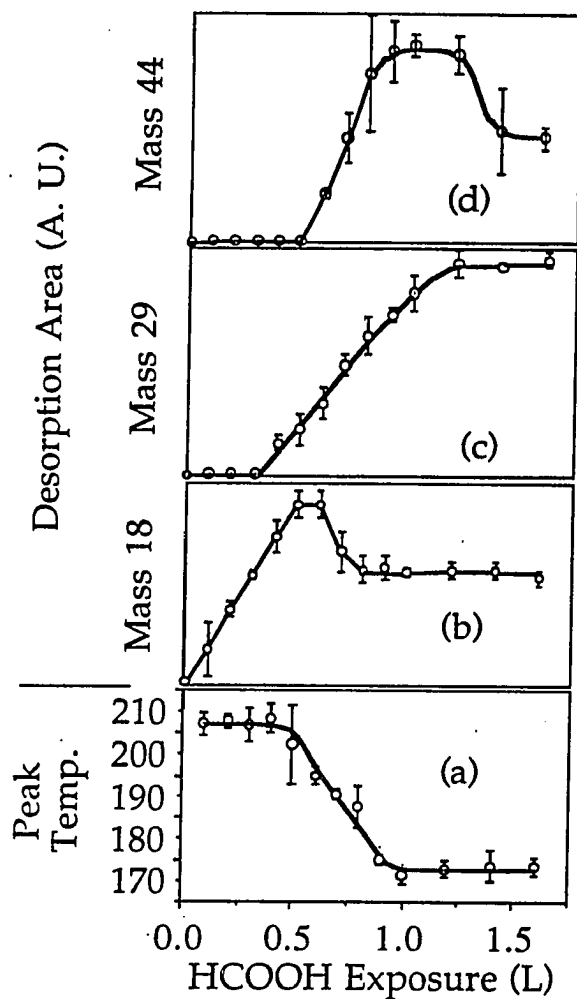 Desorption Area (A. U.)
Mass 44
(d)
Mass 29
(c)
Mass 18
(b)
Peak
Temp.
210
200
190
180
170
(a)
0.0 0.5 1.0 1.5
HCOOH Exposure (L)